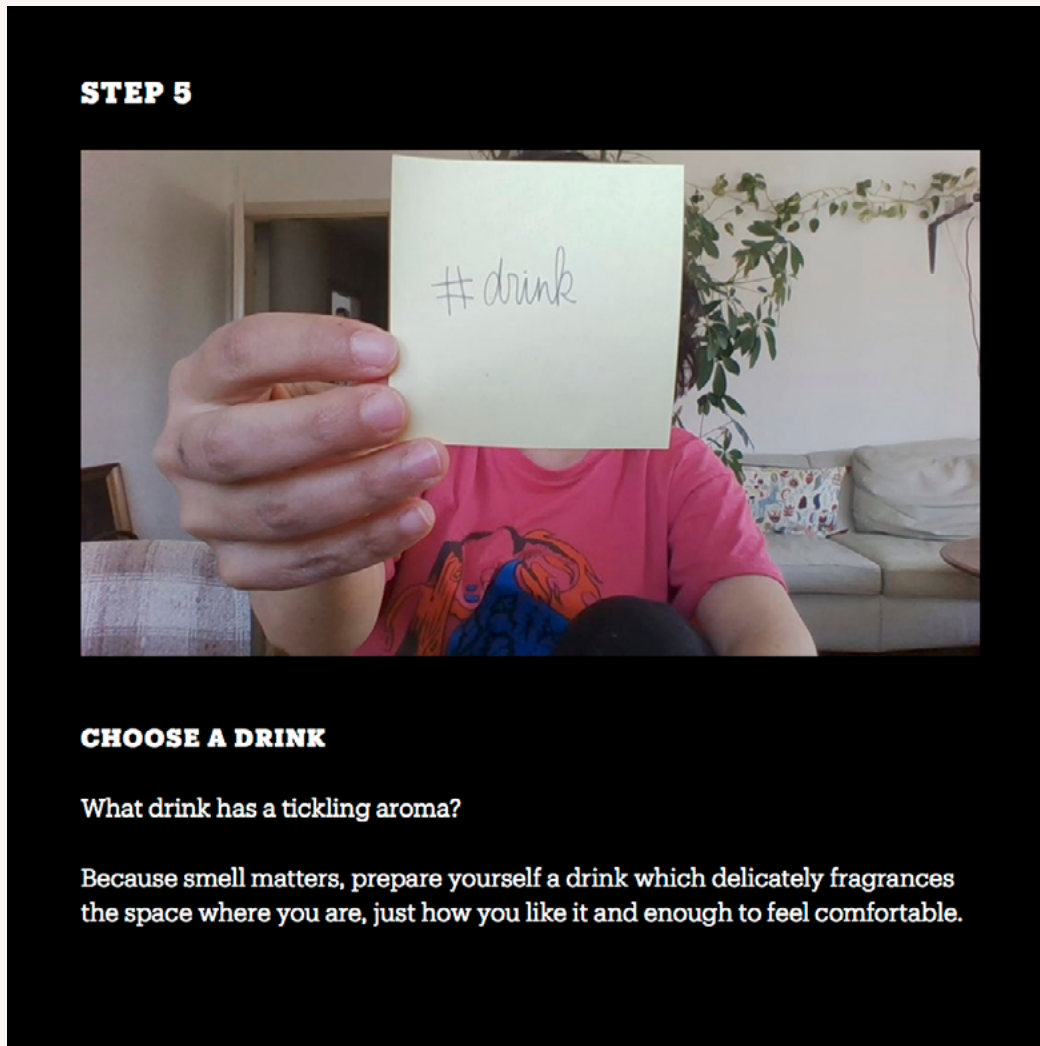 STEP 5
# drink
CHOOSE A DRINK
What drink has a tickling aroma?
Because smell matters, prepare yourself a drink which delicately fragrances
the space where you are, just how you like it and enough to feel comfortable.